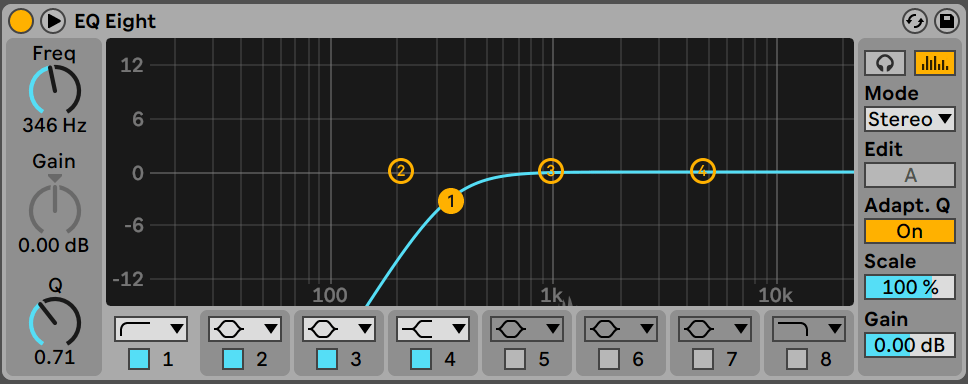 EQ Eight
Freq
346 Hz
Gain
0.00 dB
Q
0.71
12
6
0
-6
-12
100
1k
10k
2
1
3
4
Mode
Stereo
Edit
A
Adapt. Q
On
Scale
100 %
Gain
0.00 dB
1 2 3 4 5 6 7 8